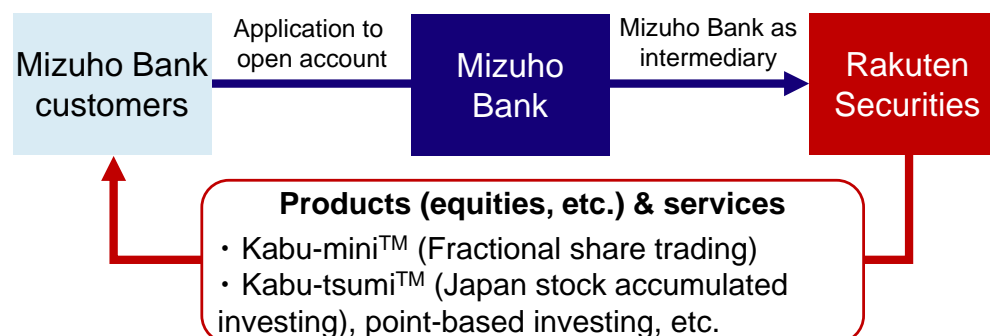 Application to
open account
Mizuho Bank as
intermediary
Mizuho Bank
customers
Mizuho
Bank
Rakuten
Securities
Products (equities, etc.) & services
・Kabu-mini™ (Fractional share trading)
・Kabu-tsumi™ (Japan stock accumulated
investing), point-based investing, etc.